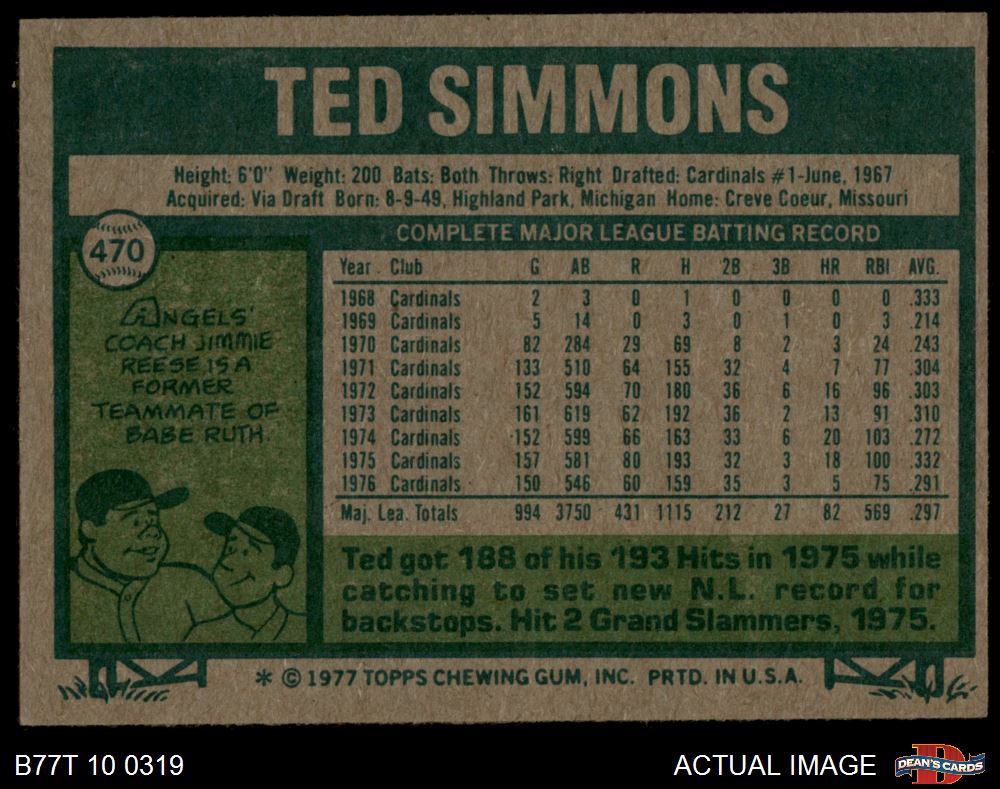 TED SIMMONS
Height: 6'0" Weight: 200 Bats: Both Throws: Right Drafted: Cardinals #1-June, 1967
Acquired: Via Draft Born: 8-9-49, Highland Park, Michigan Home: Creve Coeur, Missouri
470
COMPLETE MAJOR LEAGUE BATTING RECORD
Year Club G AB R H 2B 3B HR RBI AVG.
1968 Cardinals 2 3 0 1 0 0 0 0 .333
1969 Cardinals 5 14 0 3 0 1 0 3 .214
1970 Cardinals 82 284 29 69 8 2 3 24 .243
1971 Cardinals 133 510 64 155 32 4 7 77 .304
1972 Cardinals 152 594 70 180 36 6 16 96 .303
1973 Cardinals 161 619 62 192 36 2 13 91 .310
1974 Cardinals 152 599 66 163 33 6 20 103 .272
1975 Cardinals 157 581 80 193 32 3 18 100 .332
1976 Cardinals 150 546 60 159 35 3 5 75 .291
Maj. Lea. Totals 994 3750 431 1115 212 27 82 569 .297
ANGELS'
COACH JIMMIE
REESE IS A
FORMER
TEAMMATE OF
BABE RUTH.
Ted got 188 of his 193 Hits in 1975 while
catching to set new N.L. record for
backstops. Hit 2 Grand Slammers, 1975.
* © 1977 TOPPS CHEWING GUM, INC. PRTD. IN U.S.A.
B77T 10 0319
ACTUAL IMAGE
DEAN'S CARDS